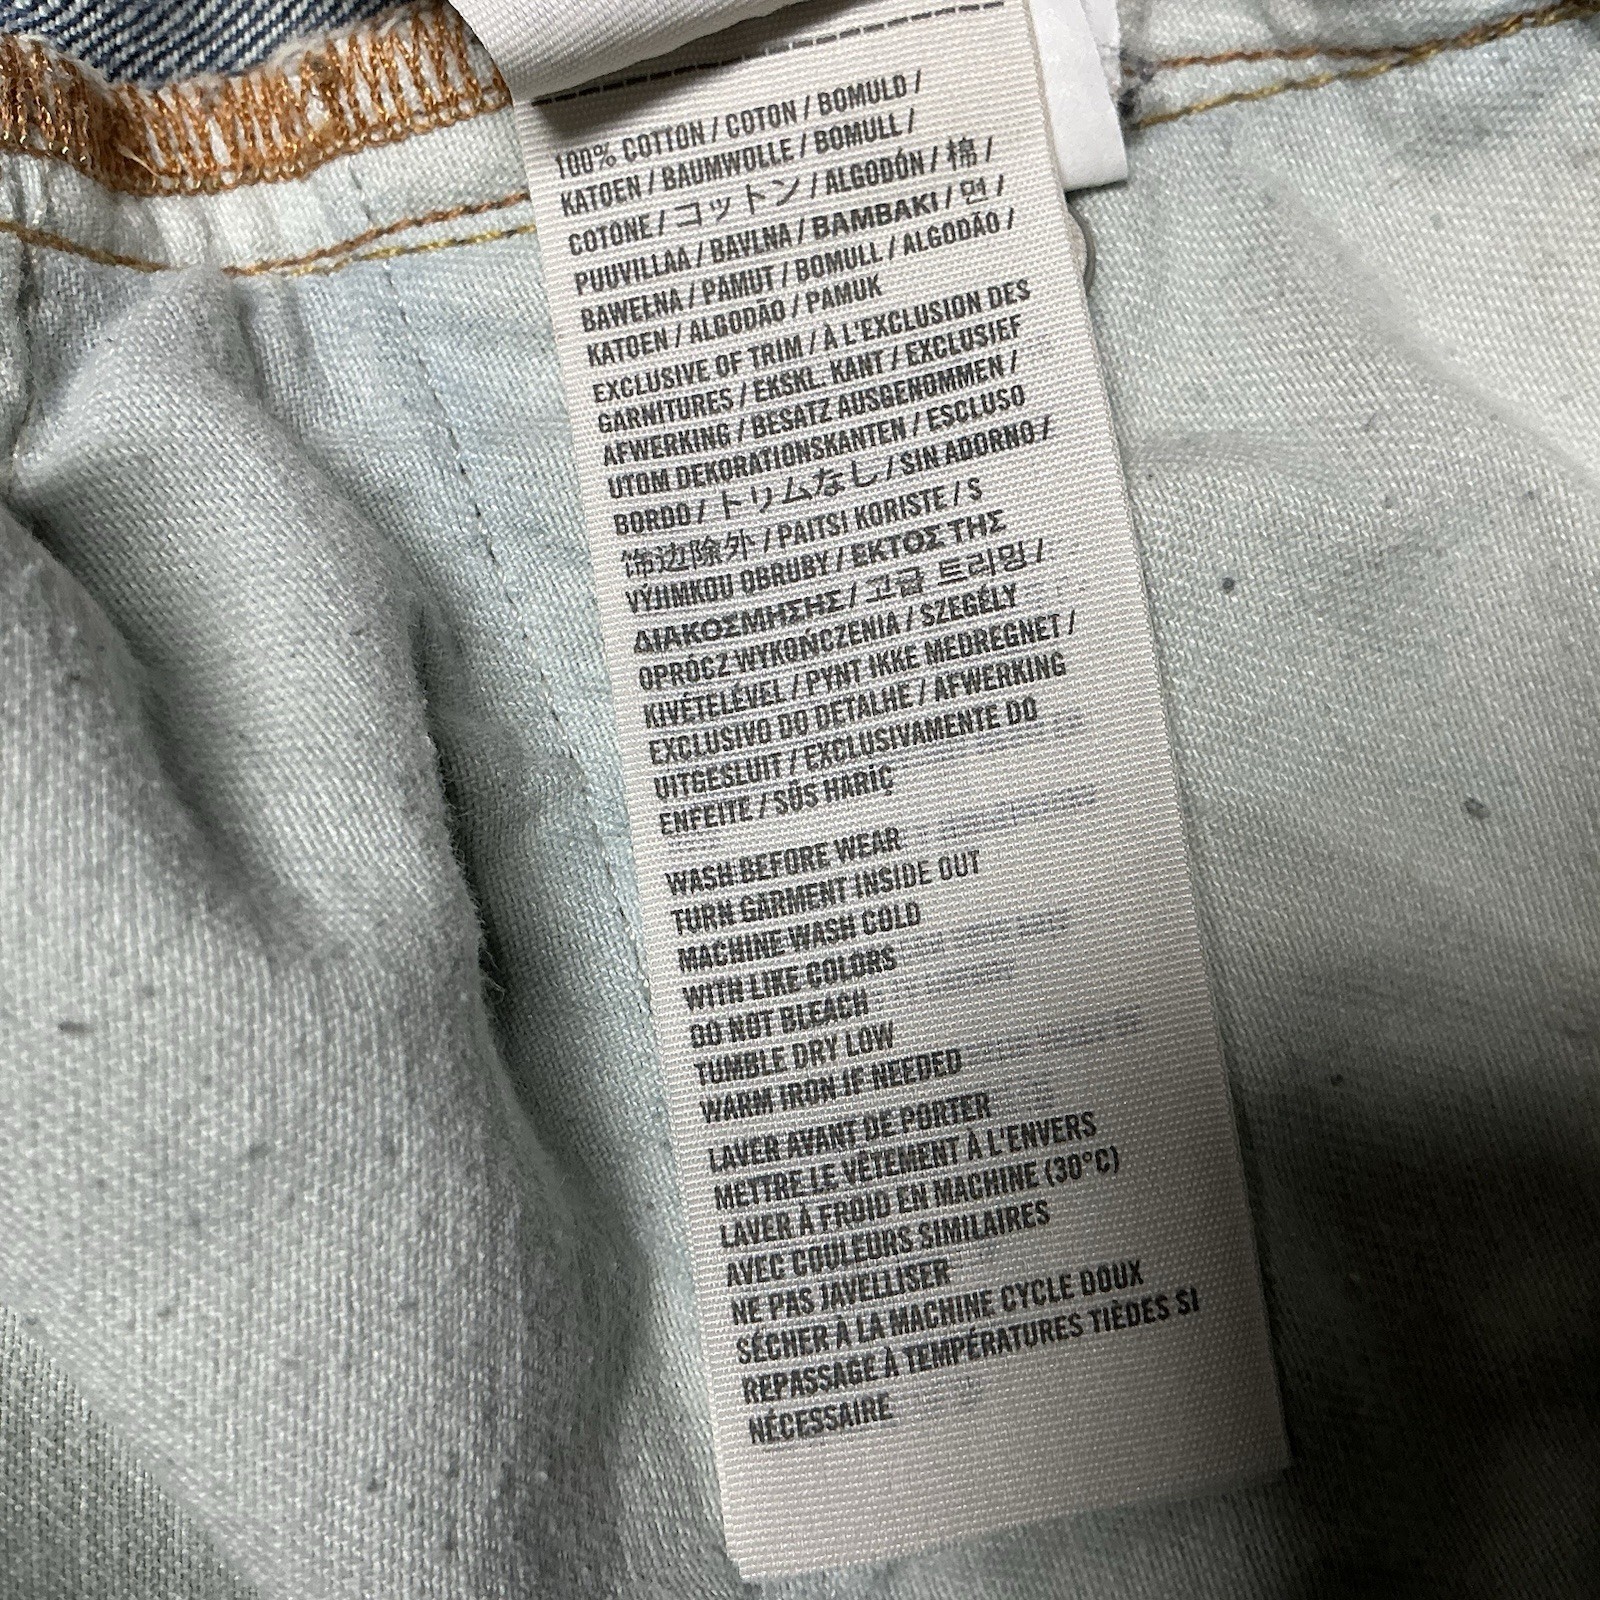 100% COTTON / COTON / BOMULD /
KATOEN / BAUMWOLLE / BOMULL /
COTONE / コットン / ALGODÓN / 棉 /
PUUVILLAA / BAVLNA / ΒΑΜΒΑΚΙ / 면 /
BAWEŁNA / PAMUT / BOMULL / ALGODÃO /
KATOEN / ALGODÃO / PAMUK
EXCLUSIVE OF TRIM / À L'EXCLUSION DES
GARNITURES / EKSKL. KANT / EXCLUSIEF
AFWERKING / BESATZ AUSGENOMMEN /
UTOM DEKORATIONSKANTEN / ESCLUSO
BORDO / トリムなし / SIN ADORNO /
饰边除外 / PAITSI KORISTE / S
VÝJIMKOU OBRUBY / ΕΚΤΟΣ ΤΗΣ
ΔΙΑΚΟΣΜΗΣΗΣ / 고급 트리밍 /
OPRÓCZ WYKOŃCZENIA / SZEGÉLY
KIVÉTELÉVEL / PYNT IKKE MEDREGNET /
EXCLUSIVO DO DETALHE / AFWERKING
UITGESLUIT / EXCLUSIVAMENTE DO
ENFEITE / SÜS HARİÇ
WASH BEFORE WEAR
TURN GARMENT INSIDE OUT
MACHINE WASH COLD
WITH LIKE COLORS
DO NOT BLEACH
TUMBLE DRY LOW
WARM IRON IF NEEDED
LAVER AVANT DE PORTER
METTRE LE VÊTEMENT À L'ENVERS
LAVER À FROID EN MACHINE (30°C)
AVEC COULEURS SIMILAIRES
NE PAS JAVELLISER
SÉCHER À LA MACHINE CYCLE DOUX
REPASSAGE À TEMPÉRATURES TIÈDES SI
NÉCESSAIRE